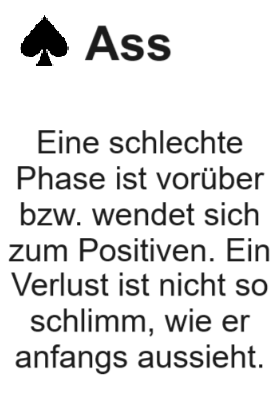 ♠ Ass
Eine schlechte
Phase ist vorüber
bzw. wendet sich
zum Positiven. Ein
Verlust ist nicht so
schlimm, wie er
anfangs aussieht.